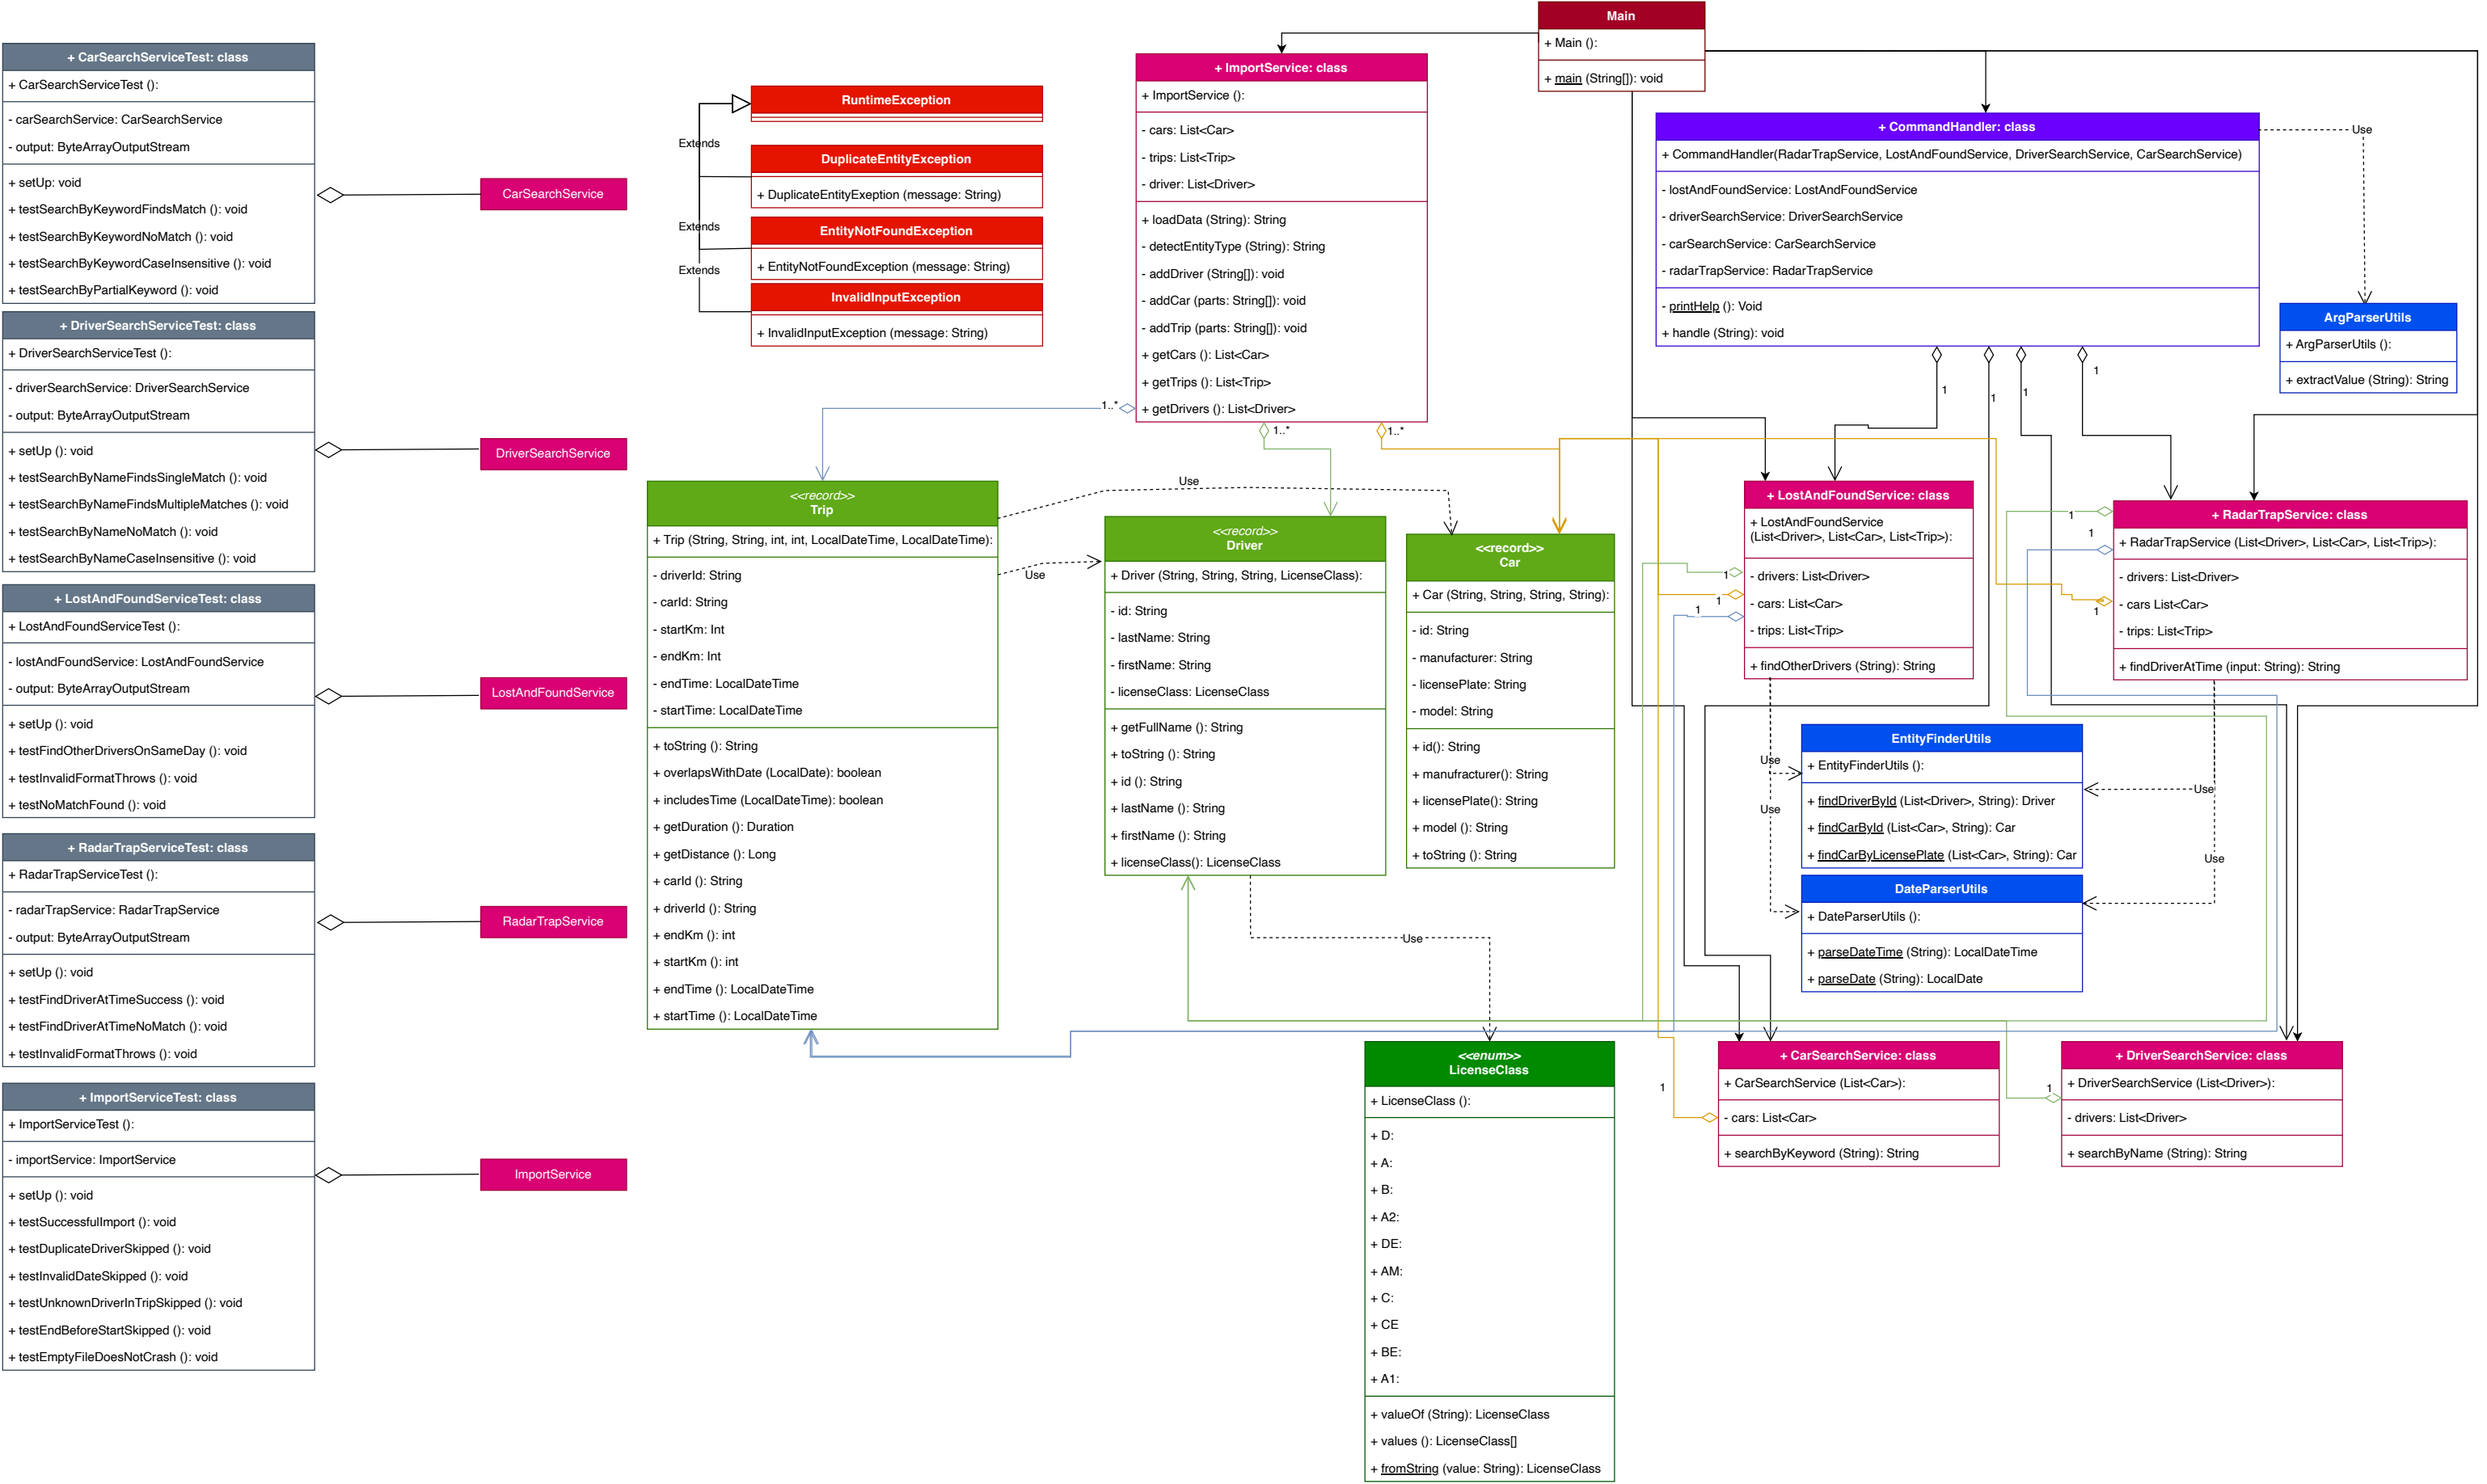 + CarSearchServiceTest: class
+ CarSearchServiceTest ():
- carSearchService: CarSearchService
- output: ByteArrayOutputStream
+ setUp: void
+ testSearchByKeywordFindsMatch (): void
+ testSearchByKeywordNoMatch (): void
+ testSearchByKeywordCaseInsensitive (): void
+ testSearchByPartialKeyword (): void
CarSearchService
+ DriverSearchServiceTest: class
+ DriverSearchServiceTest ():
- driverSearchService: DriverSearchService
- output: ByteArrayOutputStream
+ setUp (): void
+ testSearchByNameFindsSingleMatch (): void
+ testSearchByNameFindsMultipleMatches (): void
+ testSearchByNameNoMatch (): void
+ testSearchByNameCaseInsensitive (): void
DriverSearchService
+ LostAndFoundServiceTest: class
+ LostAndFoundServiceTest ():
- lostAndFoundService: LostAndFoundService
- output: ByteArrayOutputStream
+ setUp (): void
+ testFindOtherDriversOnSameDay (): void
+ testInvalidFormatThrows (): void
+ testNoMatchFound (): void
LostAndFoundService
+ RadarTrapServiceTest: class
+ RadarTrapServiceTest ():
- radarTrapService: RadarTrapService
- output: ByteArrayOutputStream
+ setUp (): void
+ testFindDriverAtTimeSuccess (): void
+ testFindDriverAtTimeNoMatch (): void
+ testInvalidFormatThrows (): void
RadarTrapService
+ ImportServiceTest: class
+ ImportServiceTest ():
- importService: ImportService
+ setUp (): void
+ testSuccessfulImport (): void
+ testDuplicateDriverSkipped (): void
+ testInvalidDateSkipped (): void
+ testUnknownDriverInTripSkipped (): void
+ testEndBeforeStartSkipped (): void
+ testEmptyFileDoesNotCrash (): void
ImportService
RuntimeException
Extends
DuplicateEntityException
+ DuplicateEntityExeption (message: String)
Extends
EntityNotFoundException
+ EntityNotFoundException (message: String)
Extends
InvalidInputException
+ InvalidInputException (message: String)
+ ImportService: class
+ ImportService ():
- cars: List<Car>
- trips: List<Trip>
- driver: List<Driver>
+ loadData (String): String
- detectEntityType (String): String
- addDriver (String[]): void
- addCar (parts: String[]): void
- addTrip (parts: String[]): void
+ getCars (): List<Car>
+ getTrips (): List<Trip>
+ getDrivers (): List<Driver>
1..*
1..*
1..*
Main
+ Main ():
+ main (String[]): void
+ CommandHandler: class
+ CommandHandler(RadarTrapService, LostAndFoundService, DriverSearchService, CarSearchService)
- lostAndFoundService: LostAndFoundService
- driverSearchService: DriverSearchService
- carSearchService: CarSearchService
- radarTrapService: RadarTrapService
- printHelp (): Void
+ handle (String): void
Use
1
1
1
1
ArgParserUtils
+ ArgParserUtils ():
+ extractValue (String): String
<<record>>
Trip
+ Trip (String, String, int, int, LocalDateTime, LocalDateTime):
- driverId: String
- carId: String
- startKm: Int
- endKm: Int
- endTime: LocalDateTime
- startTime: LocalDateTime
+ toString (): String
+ overlapsWithDate (LocalDate): boolean
+ includesTime (LocalDateTime): boolean
+ getDuration (): Duration
+ getDistance (): Long
+ carId (): String
+ driverId (): String
+ endKm (): int
+ startKm (): int
+ endTime (): LocalDateTime
+ startTime (): LocalDateTime
Use
Use
<<record>>
Driver
+ Driver (String, String, String, LicenseClass):
- id: String
- lastName: String
- firstName: String
- licenseClass: LicenseClass
+ getFullName (): String
+ toString (): String
+ id (): String
+ lastName (): String
+ firstName (): String
+ licenseClass(): LicenseClass
Use
<<record>>
Car
+ Car (String, String, String, String):
- id: String
- manufacturer: String
- licensePlate: String
- model: String
+ id(): String
+ manufracturer(): String
+ licensePlate(): String
+ model (): String
+ toString (): String
+ LostAndFoundService: class
+ LostAndFoundService
(List<Driver>, List<Car>, List<Trip>):
- drivers: List<Driver>
- cars: List<Car>
- trips: List<Trip>
+ findOtherDrivers (String): String
1
1
1
Use
Use
+ RadarTrapService: class
+ RadarTrapService (List<Driver>, List<Car>, List<Trip>):
- drivers: List<Driver>
- cars List<Car>
- trips: List<Trip>
+ findDriverAtTime (input: String): String
1
1
1
Use
Use
EntityFinderUtils
+ EntityFinderUtils ():
+ findDriverById (List<Driver>, String): Driver
+ findCarById (List<Car>, String): Car
+ findCarByLicensePlate (List<Car>, String): Car
DateParserUtils
+ DateParserUtils ():
+ parseDateTime (String): LocalDateTime
+ parseDate (String): LocalDate
<<enum>>
LicenseClass
+ LicenseClass ():
+ D:
+ A:
+ B:
+ A2:
+ DE:
+ AM:
+ C:
+ CE
+ BE:
+ A1:
+ valueOf (String): LicenseClass
+ values (): LicenseClass[]
+ fromString (value: String): LicenseClass
1
+ CarSearchService: class
+ CarSearchService (List<Car>):
- cars: List<Car>
+ searchByKeyword (String): String
1
+ DriverSearchService: class
+ DriverSearchService (List<Driver>):
- drivers: List<Driver>
+ searchByName (String): String